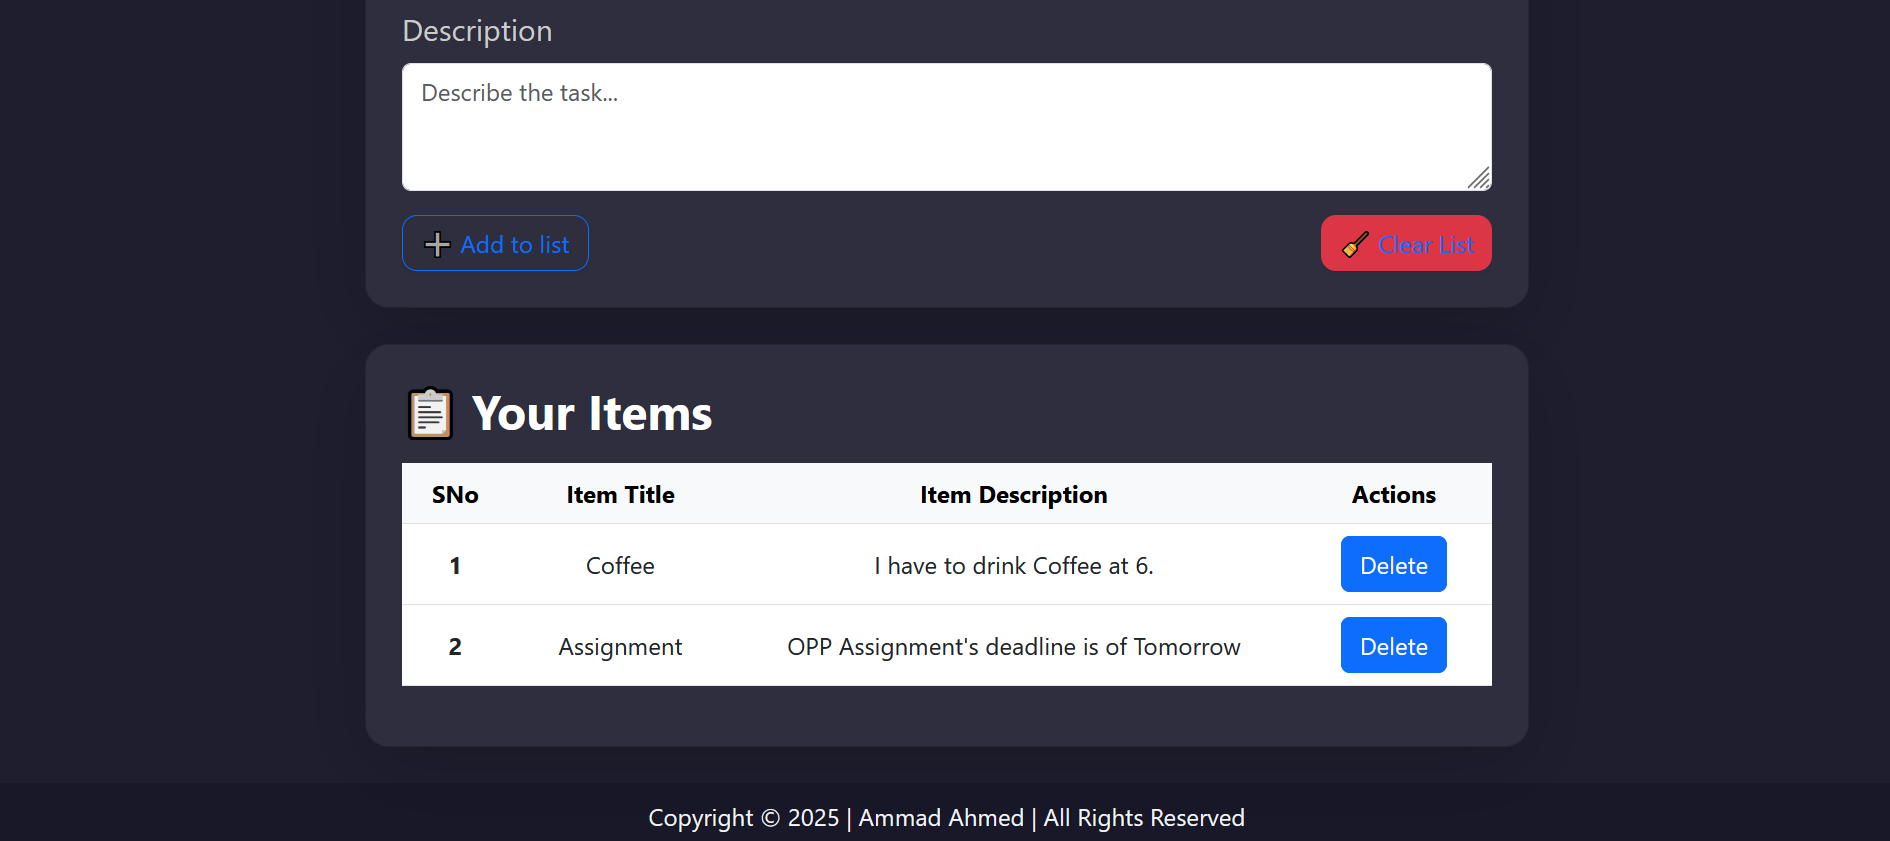 Description
Describe the task...
➕ Add to list
🧹 Clear List
📋 Your Items
SNo Item Title Item Description Actions
1 Coffee I have to drink Coffee at 6. Delete
2 Assignment OPP Assignment's deadline is of Tomorrow Delete
Copyright © 2025 | Ammad Ahmed | All Rights Reserved